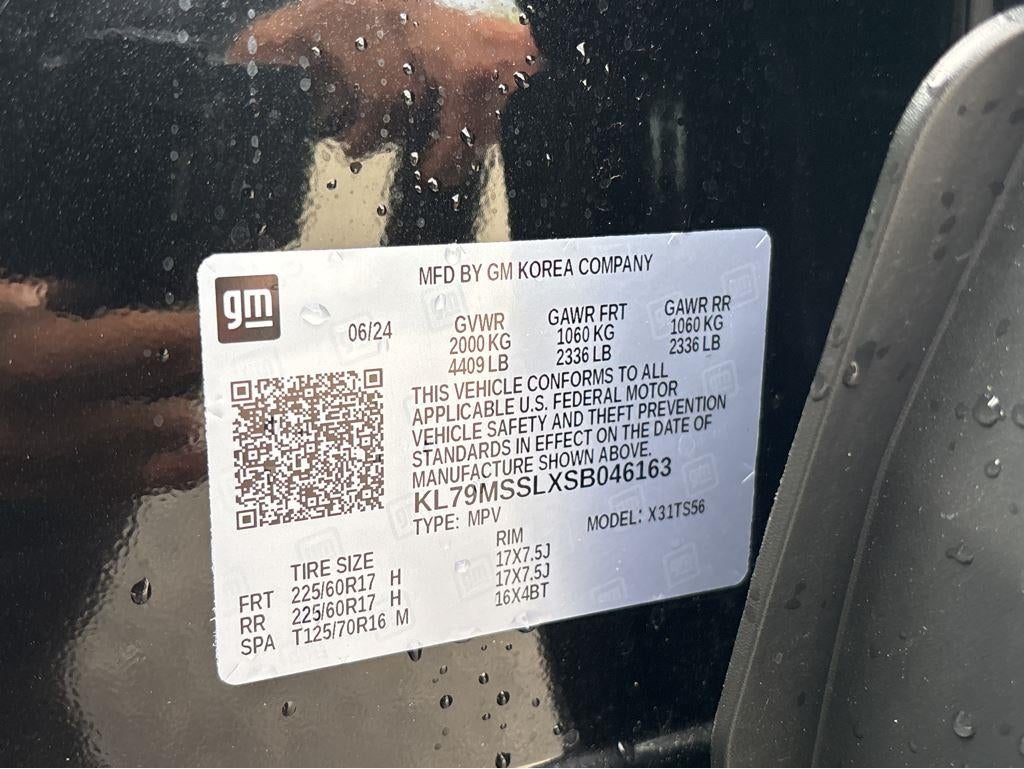 gm
MFD BY GM KOREA COMPANY
06/24
GVWR
2000 KG
4409 LB
GAWR FRT
1060 KG
2336 LB
GAWR RR
1060 KG
2336 LB
THIS VEHICLE CONFORMS TO ALL
APPLICABLE U.S. FEDERAL MOTOR
VEHICLE SAFETY AND THEFT PREVENTION
STANDARDS IN EFFECT ON THE DATE OF
MANUFACTURE SHOWN ABOVE.
KL79MSSLXSB046163
TYPE: MPV MODEL: X31TS56
TIRE SIZE RIM
FRT 225/60R17 H 17X7.5J
RR 225/60R17 H 17X7.5J
SPA T125/70R16 M 16X4BT